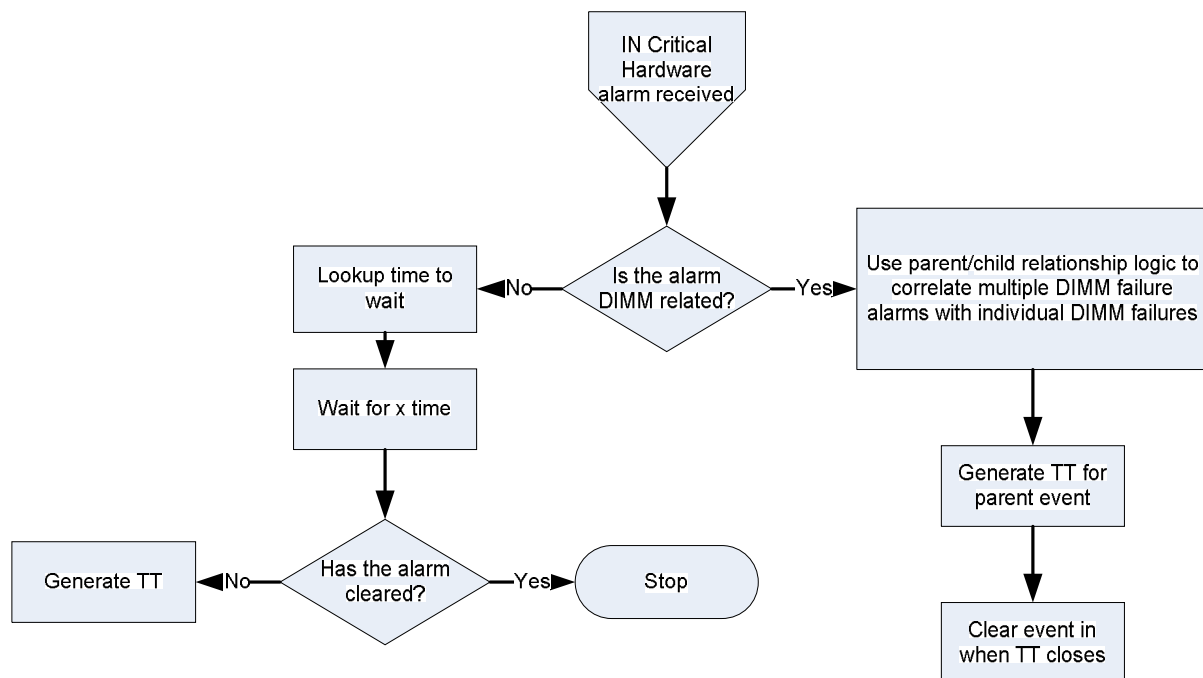 IN Critical
Hardware
alarm received
Is the alarm
DIMM related?
No
Yes
Lookup time to
wait
Use parent/child relationship logic to
correlate multiple DIMM failure
alarms with individual DIMM failures
Wait for x time
Generate TT for
parent event
Has the alarm
cleared?
No
Yes
Generate TT
Stop
Clear event in
when TT closes